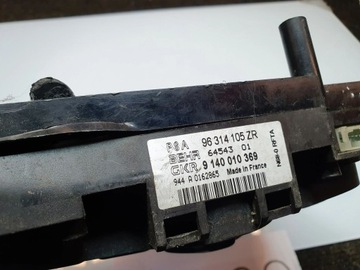 PSA 96 314 105 ZR
BEHR 64543 01
CKR 9 140 010 369
944 R 0162865 Made in France